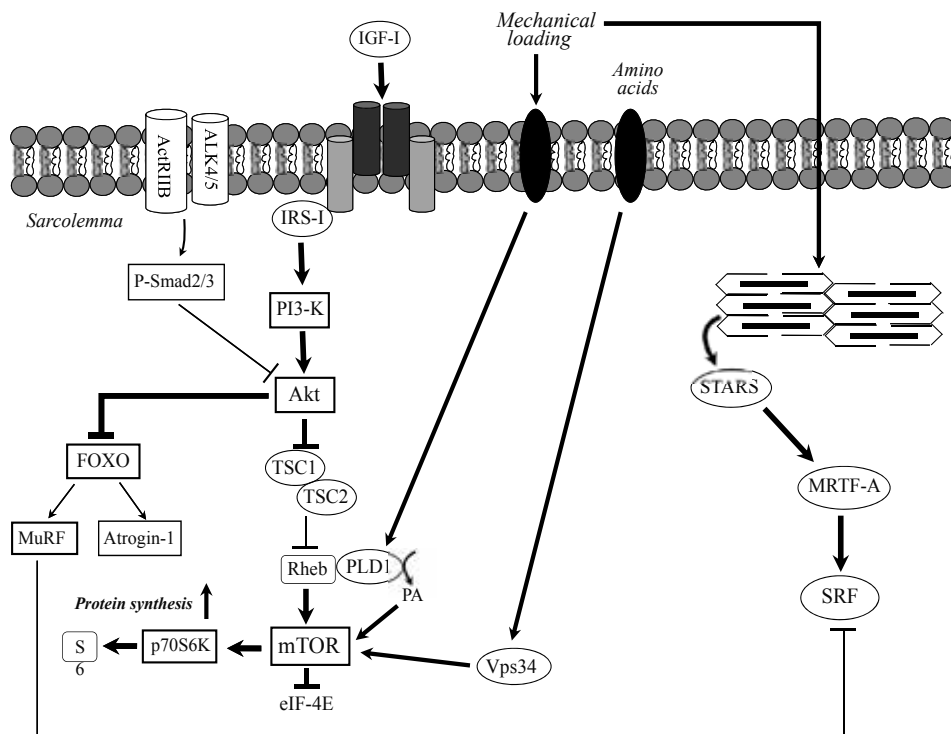 IGF-I
Mechanical
loading
Amino
acids
ActRIIB
ALK4/5
Sarcolemma
IRS-I
P-Smad2/3
PI3-K
Akt
STARS
FOXO
TSC1
TSC2
MRTF-A
MuRF
Atrogin-1
Rheb
PLD1
PA
SRF
Protein synthesis
S
6
p70S6K
mTOR
Vps34
eIF-4E